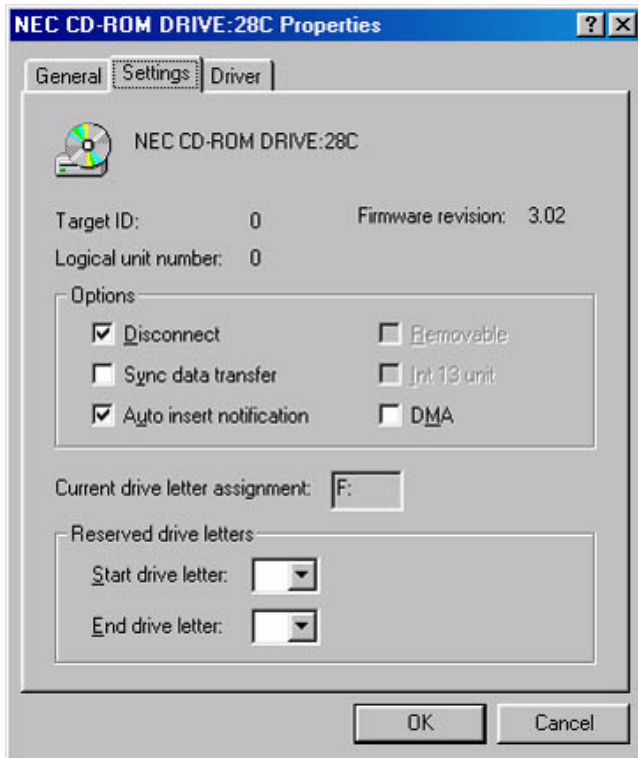 NEC CD-ROM DRIVE:28C Properties
General Settings Driver
NEC CD-ROM DRIVE:28C
Target ID: 0 Firmware revision: 3.02
Logical unit number: 0
Options
Disconnect Removable
Sync data transfer Int 13 unit
Auto insert notification DMA
Current drive letter assignment: F:
Reserved drive letters
Start drive letter:
End drive letter:
OK Cancel